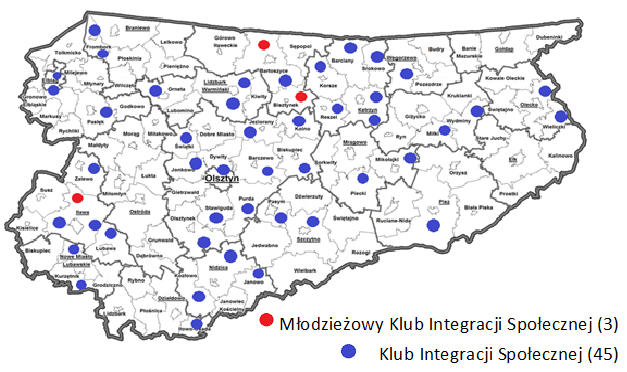 Braniewo
Dubeninki
Frombork
Lelkowo
Górowo
Iławeckie
Sępopol
Barciany
Srokowo
Węgorzewo
Budry
Banie
Mazurskie
Gołdap
Tolkmicko
Płoskinia
Pieniężno
Bartoszyce
Elbląg
Milejewo
Młynary
Wilczęta
Orneta
Lidzbark
Warmiński
Kiwity
Bisztynek
Korsze
Kętrzyn
Pozezdrze
Kruklanki
Kowale Oleckie
Gronowo
Elbląskie
Markusy
Pasłęk
Godkowo
Lubomino
Reszel
Giżycko
Wydminy
Świętajno
Olecko
Wieliczki
Rychliki
Morąg
Miłakowo
Dobre Miasto
Jeziorany
Kolno
Ryn
Miłki
Stare Juchy
Małdyty
Świątki
Biskupiec
Mrągowo
Mikołajki
Orzysz
Ełk
Kalinowo
Zalewo
Łukta
Jonkowo
Dywity
Barczewo
Sorkwity
Olsztyn
Piecki
Prostki
Susz
Miłomłyn
Gietrzwałd
Purda
Pasym
Dźwierzuty
Ruciane-Nida
Pisz
Biała Piska
Iława
Ostróda
Olsztynek
Stawiguda
Świętajno
Kisielice
Lubawa
Grunwald
Jedwabno
Szczytno
Rozogi
Biskupiec
Nowe Miasto
Lubawskie
Dąbrówno
Nidzica
Wielbark
Kurzętnik
Grodziczno
Rybno
Kozłowo
Janowo
Działdowo
Janowiec
Kościelny
Lidzbark
Płośnica
Iłowo-Osada
Młodzieżowy Klub Integracji Społecznej (3)
Klub Integracji Społecznej (45)